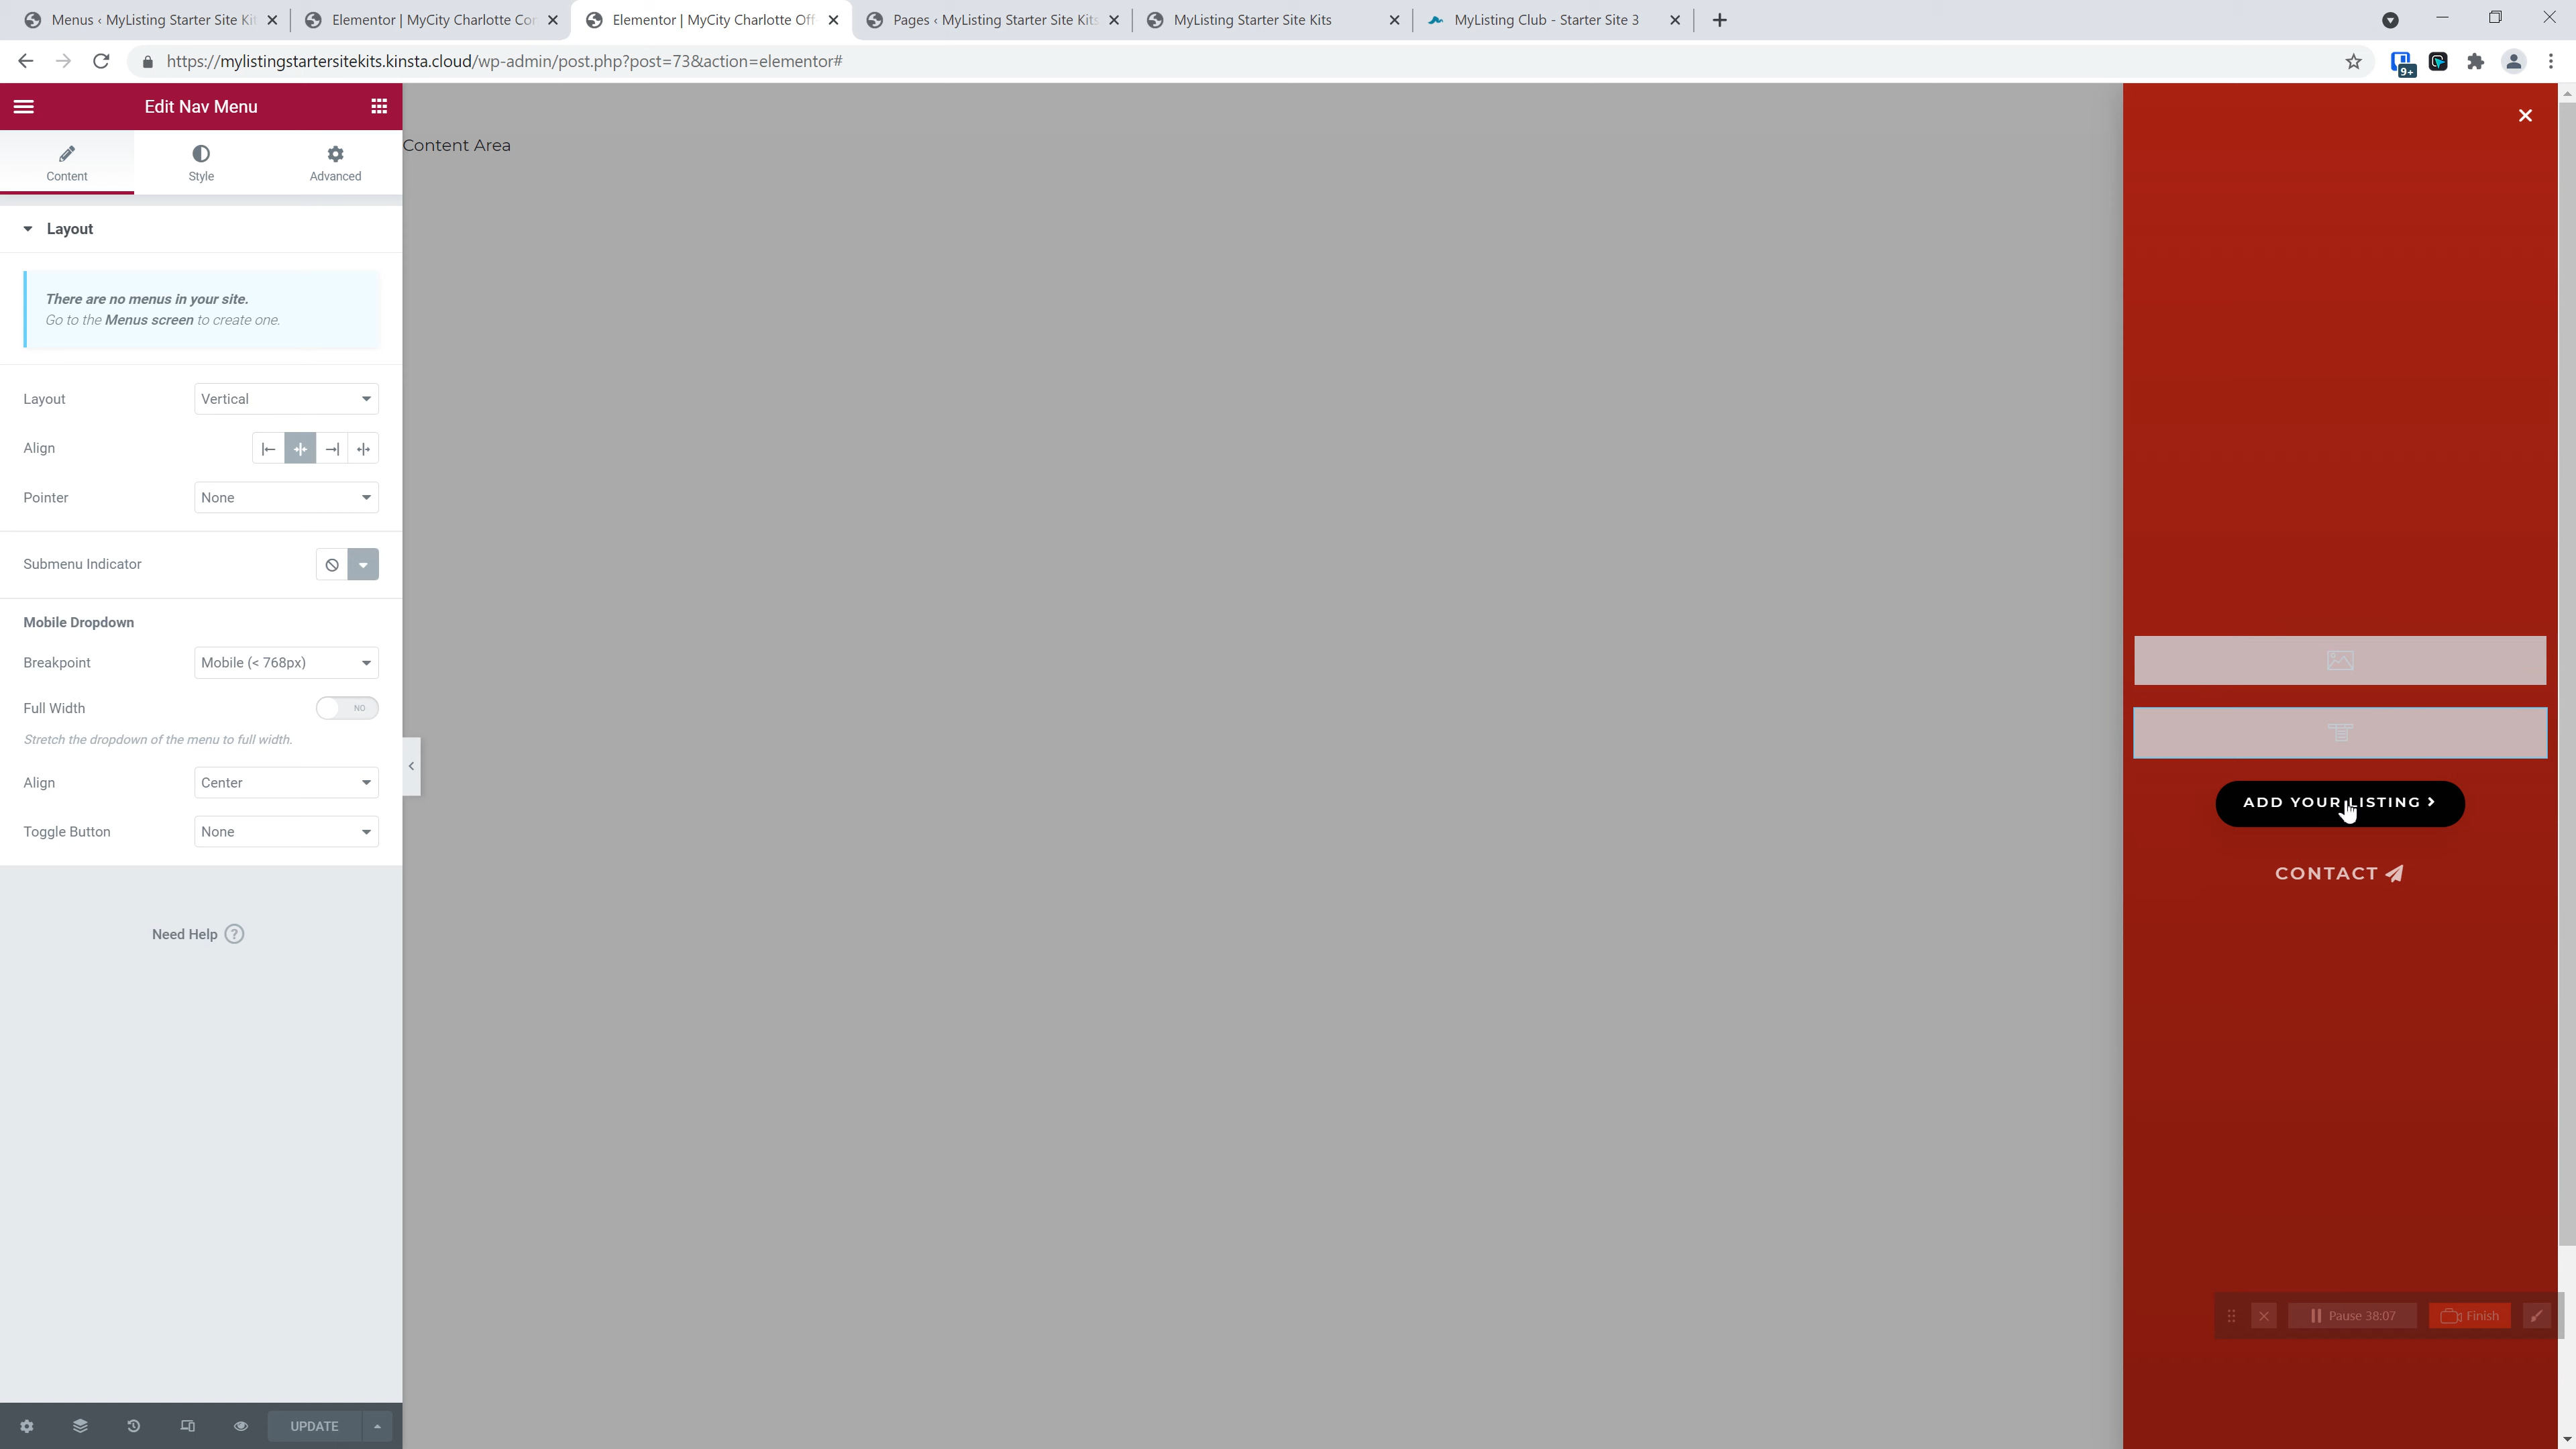 Menus ‹ MyListing Starter Site Kit
Elementor | MyCity Charlotte Cor
Elementor | MyCity Charlotte Off
Pages ‹ MyListing Starter Site Kits
MyListing Starter Site Kits
MyListing Club - Starter Site 3
https://mylistingstartersitekits.kinsta.cloud/wp-admin/post.php?post=73&action=elementor#
9+
Edit Nav Menu
Content
Style
Advanced
Layout
There are no menus in your site.
Go to the Menus screen to create one.
Layout
Vertical
Align
Pointer
None
Submenu Indicator
Mobile Dropdown
Breakpoint
Mobile (< 768px)
Full Width
NO
Stretch the dropdown of the menu to full width.
Align
Center
Toggle Button
None
Need Help
?
UPDATE
Content Area
ADD YOUR LISTING
CONTACT
Pause 38:07
Finish